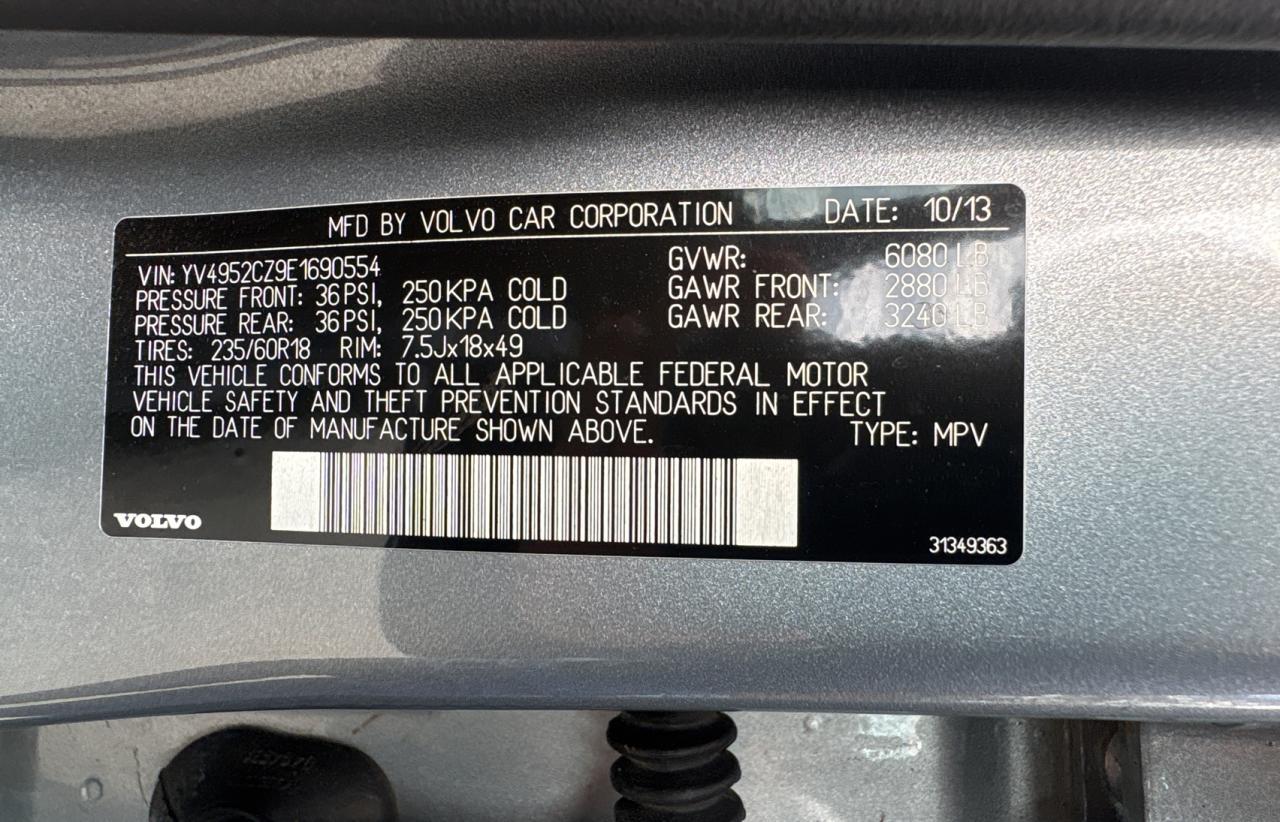 MFD BY VOLVO CAR CORPORATION DATE: 10/13
VIN: YV4952CZ9E1690554 GVWR: 6080 LB
PRESSURE FRONT: 36 PSI, 250 KPA COLD GAWR FRONT: 2880 LB
PRESSURE REAR: 36 PSI, 250 KPA COLD GAWR REAR: 3240 LB
TIRES: 235/60R18 RIM: 7.5Jx18x49
THIS VEHICLE CONFORMS TO ALL APPLICABLE FEDERAL MOTOR
VEHICLE SAFETY AND THEFT PREVENTION STANDARDS IN EFFECT
ON THE DATE OF MANUFACTURE SHOWN ABOVE. TYPE: MPV
VOLVO
31349363